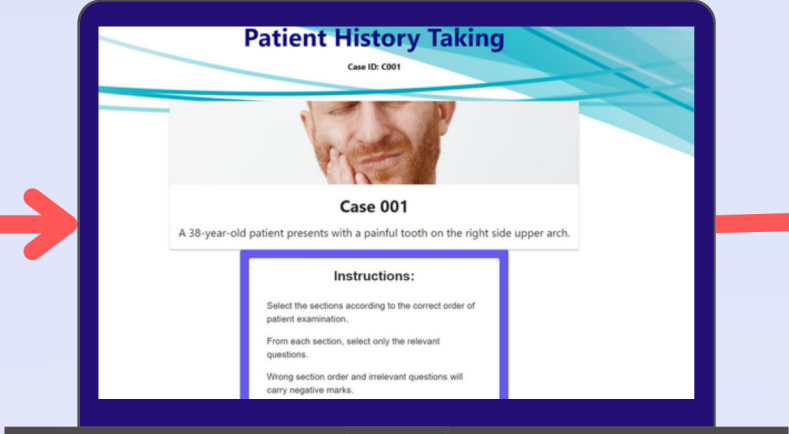 Patient History Taking
Case ID: C001
Case 001
A 38-year-old patient presents with a painful tooth on the right side upper arch.
Instructions:
Select the sections according to the correct order of
patient examination.
From each section, select only the relevant
questions.
Wrong section order and irrelevant questions will
carry negative marks.